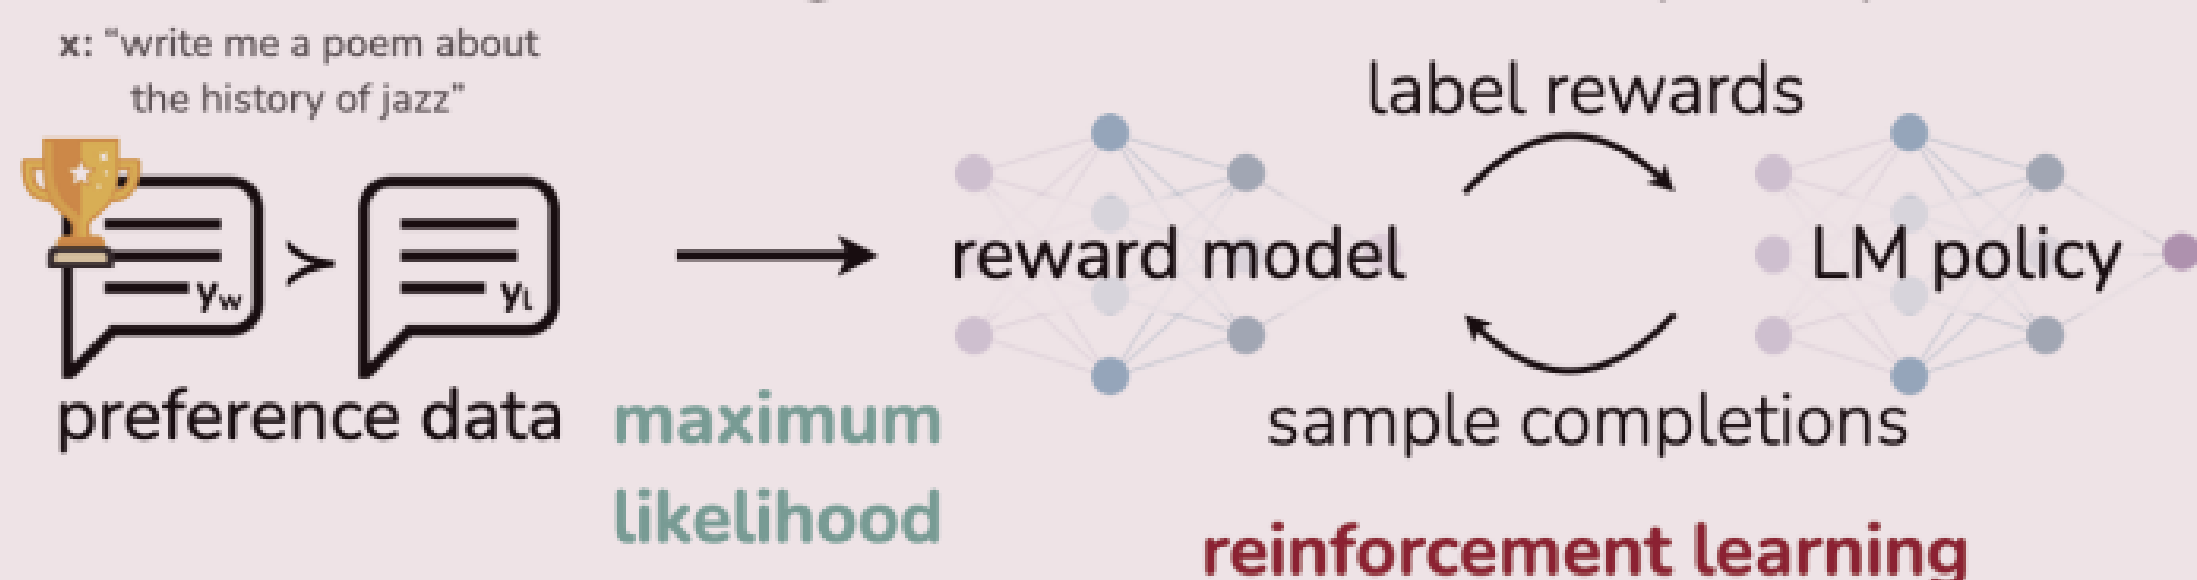 x: "write me a poem about
the history of jazz"
label rewards
reward model
LM policy
yw
yl
preference data
maximum
likelihood
sample completions
reinforcement learning